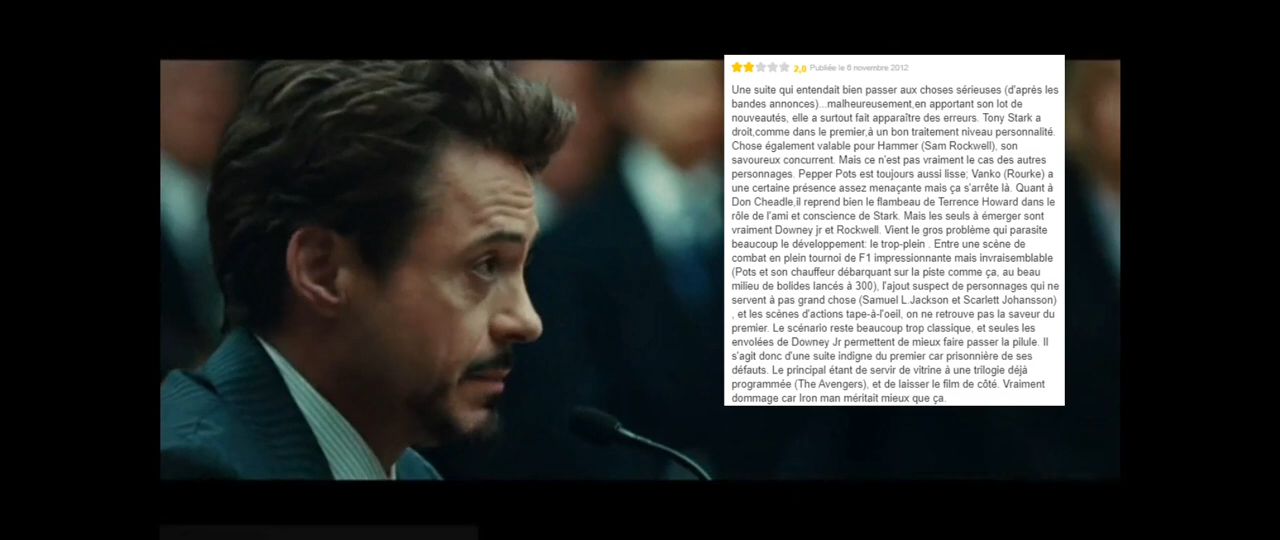 2,0 Publiée le 6 novembre 2012
Une suite qui entendait bien passer aux choses sérieuses (d'après les
bandes annonces)...malheureusement,en apportant son lot de
nouveautés, elle a surtout fait apparaître des erreurs. Tony Stark a
droit,comme dans le premier,à un bon traitement niveau personnalité.
Chose également valable pour Hammer (Sam Rockwell), son
savoureux concurrent. Mais ce n'est pas vraiment le cas des autres
personnages. Pepper Pots est toujours aussi lisse; Vanko (Rourke) a
une certaine présence assez menaçante mais ça s'arrête là. Quant à
Don Cheadle,il reprend bien le flambeau de Terrence Howard dans le
rôle de l'ami et conscience de Stark. Mais les seuls à émerger sont
vraiment Downey jr et Rockwell. Vient le gros problème qui parasite
beaucoup le développement: le trop-plein . Entre une scène de
combat en plein tournoi de F1 impressionnante mais invraisemblable
(Pots et son chauffeur débarquant sur la piste comme ça, au beau
milieu de bolides lancés à 300), l'ajout suspect de personnages qui ne
servent à pas grand chose (Samuel L.Jackson et Scarlett Johansson)
, et les scènes d'actions tape-à-l'oeil, on ne retrouve pas la saveur du
premier. Le scénario reste beaucoup trop classique, et seules les
envolées de Downey Jr permettent de mieux faire passer la pilule. Il
s'agit donc d'une suite indigne du premier car prisonnière de ses
défauts. Le principal étant de servir de vitrine à une trilogie déjà
programmée (The Avengers), et de laisser le film de côté. Vraiment
dommage car Iron man méritait mieux que ça.